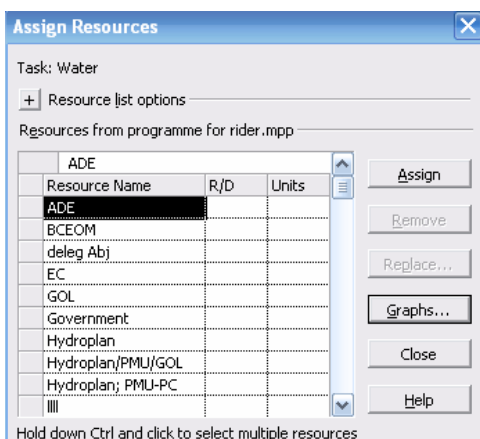 Assign Resources
Task: Water
+ Resource list options
Resources from programme for rider.mpp
ADE
Resource Name R/D Units
ADE
BCEOM
deleg Abj
EC
GOL
Government
Hydroplan
Hydroplan/PMU/GOL
Hydroplan; PMU-PC
Assign
Remove
Replace...
Graphs...
Close
Help
Hold down Ctrl and click to select multiple resources